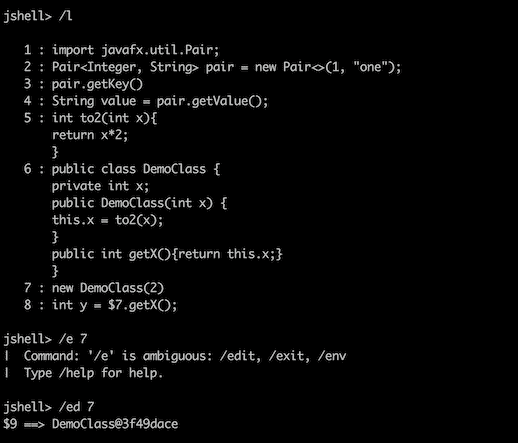 jshell> /l
1 : import javafx.util.Pair;
2 : Pair<Integer, String> pair = new Pair<>(1, "one");
3 : pair.getKey()
4 : String value = pair.getValue();
5 : int to2(int x){
return x*2;
}
6 : public class DemoClass {
private int x;
public DemoClass(int x) {
this.x = to2(x);
}
public int getX(){return this.x;}
}
7 : new DemoClass(2)
8 : int y = $7.getX();
jshell> /e 7
|  Command: '/e' is ambiguous: /edit, /exit, /env
|  Type /help for help.
jshell> /ed 7
$9 ==> DemoClass@3f49dace